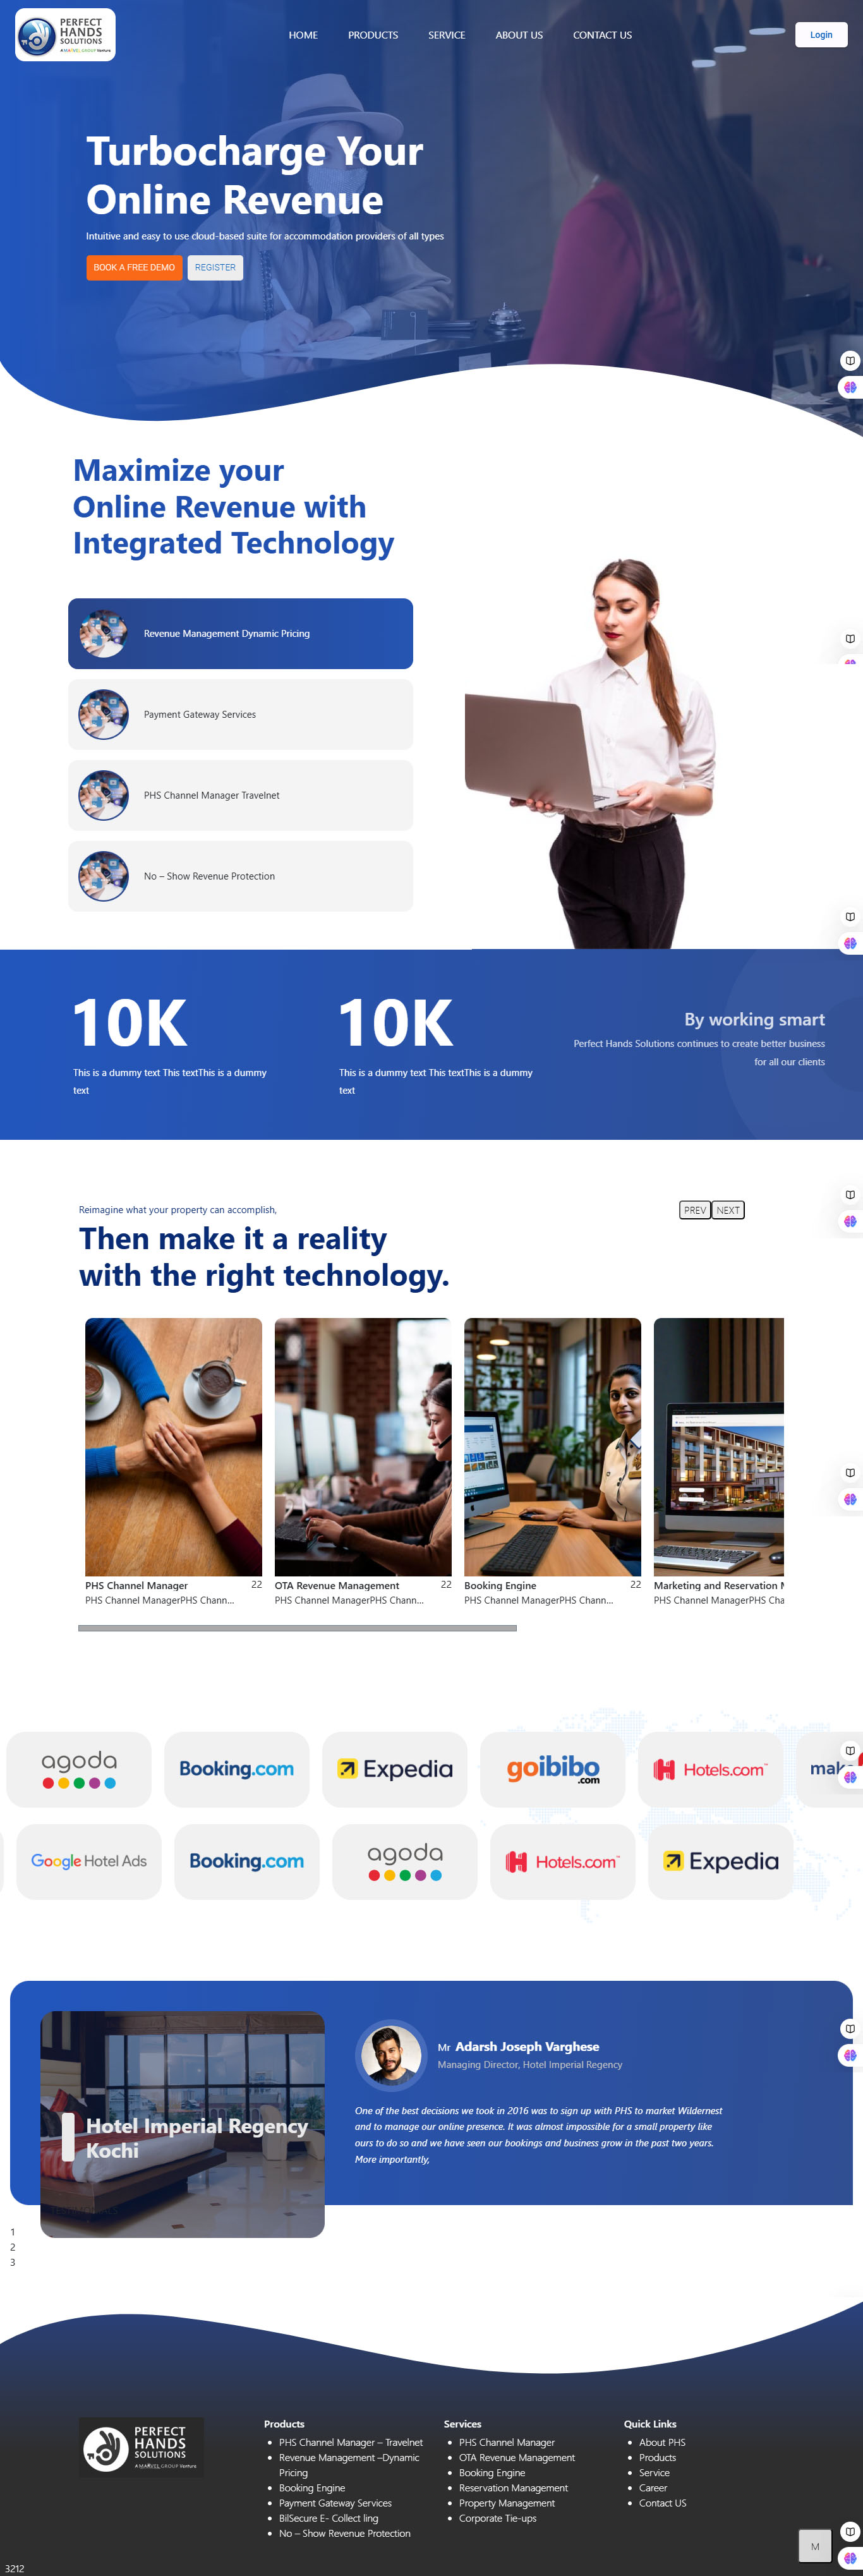 PERFECT
HANDS
SOLUTIONS
A MARVEL GROUP Venture
HOME
PRODUCTS
SERVICE
ABOUT US
CONTACT US
Login
Turbocharge Your
Online Revenue
Intuitive and easy to use cloud-based suite for accommodation providers of all types
BOOK A FREE DEMO
REGISTER
Maximize your
Online Revenue with
Integrated Technology
Revenue Management Dynamic Pricing
Payment Gateway Services
PHS Channel Manager Travelnet
No – Show Revenue Protection
10K
This is a dummy text This textThis is a dummy
text
10K
This is a dummy text This textThis is a dummy
text
By working smart
Perfect Hands Solutions continues to create better business
for all our clients
Reimagine what your property can accomplish,
PREV
NEXT
Then make it a reality
with the right technology.
PHS Channel Manager
22
PHS Channel ManagerPHS Chann...
OTA Revenue Management
22
PHS Channel ManagerPHS Chann...
Booking Engine
22
PHS Channel ManagerPHS Chann...
Marketing and Reservation M
PHS Channel ManagerPHS Cha
agoda
Booking.com
Expedia
goibibo
.com
Hotels.com™
make
Google Hotel Ads
Booking.com
agoda
Hotels.com™
Expedia
Hotel Imperial Regency
Kochi
Mr Adarsh Joseph Varghese
Managing Director, Hotel Imperial Regency
One of the best decisions we took in 2016 was to sign up with PHS to market Wildernest
and to manage our online presence. It was almost impossible for a small property like
ours to do so and we have seen our bookings and business grow in the past two years.
More importantly,
1
2
3
PERFECT
HANDS
SOLUTIONS
A MARVEL GROUP Venture
Products
PHS Channel Manager – Travelnet
Revenue Management –Dynamic
Pricing
Booking Engine
Payment Gateway Services
BilSecure E- Collect ling
No – Show Revenue Protection
Services
PHS Channel Manager
OTA Revenue Management
Booking Engine
Reservation Management
Property Management
Corporate Tie-ups
Quick Links
About PHS
Products
Service
Career
Contact US
M
3212